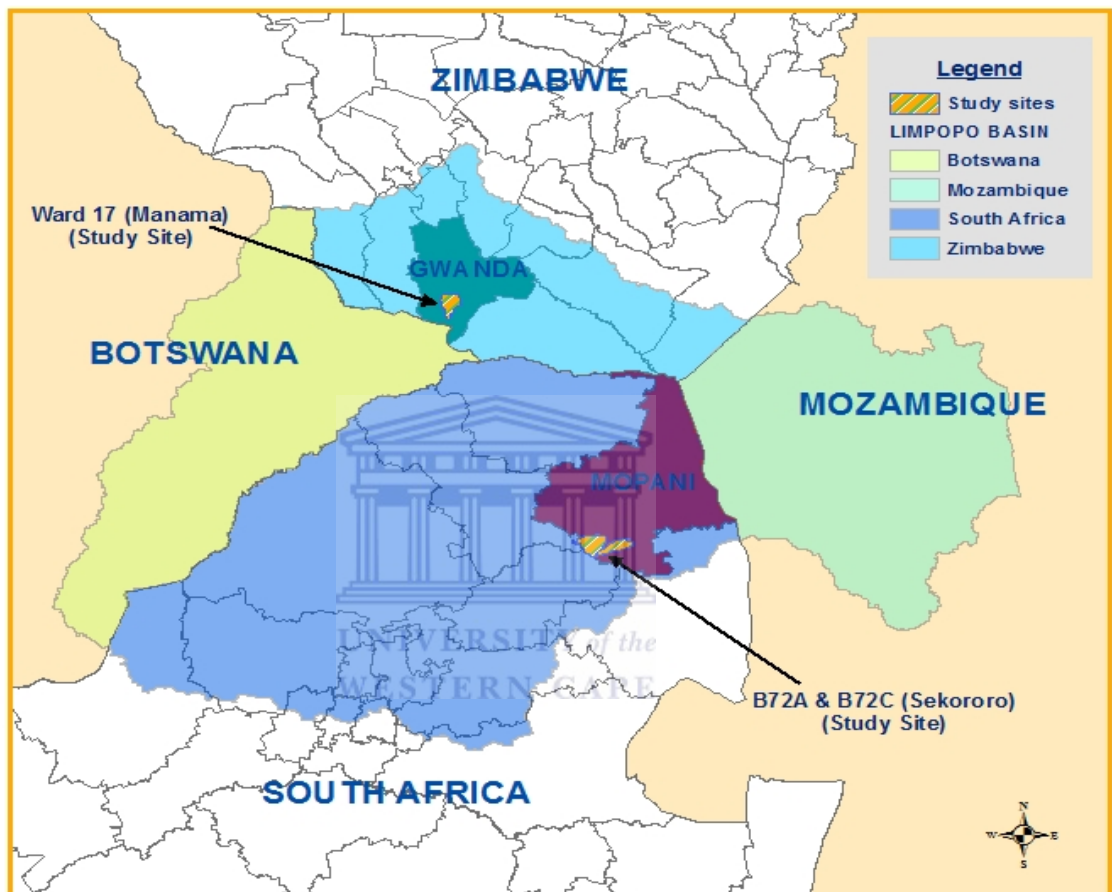 ZIMBABWE
Legend
Study sites
LIMPOPO BASIN
Botswana
Mozambique
South Africa
Zimbabwe
Ward 17 (Manama)
(Study Site)
GWANDA
BOTSWANA
MOZAMBIQUE
MOPANI
UNIVERSITY of the
WESTERN CAPE
B72A & B72C (Sekororo)
(Study Site)
SOUTH AFRICA
N
W
E
S